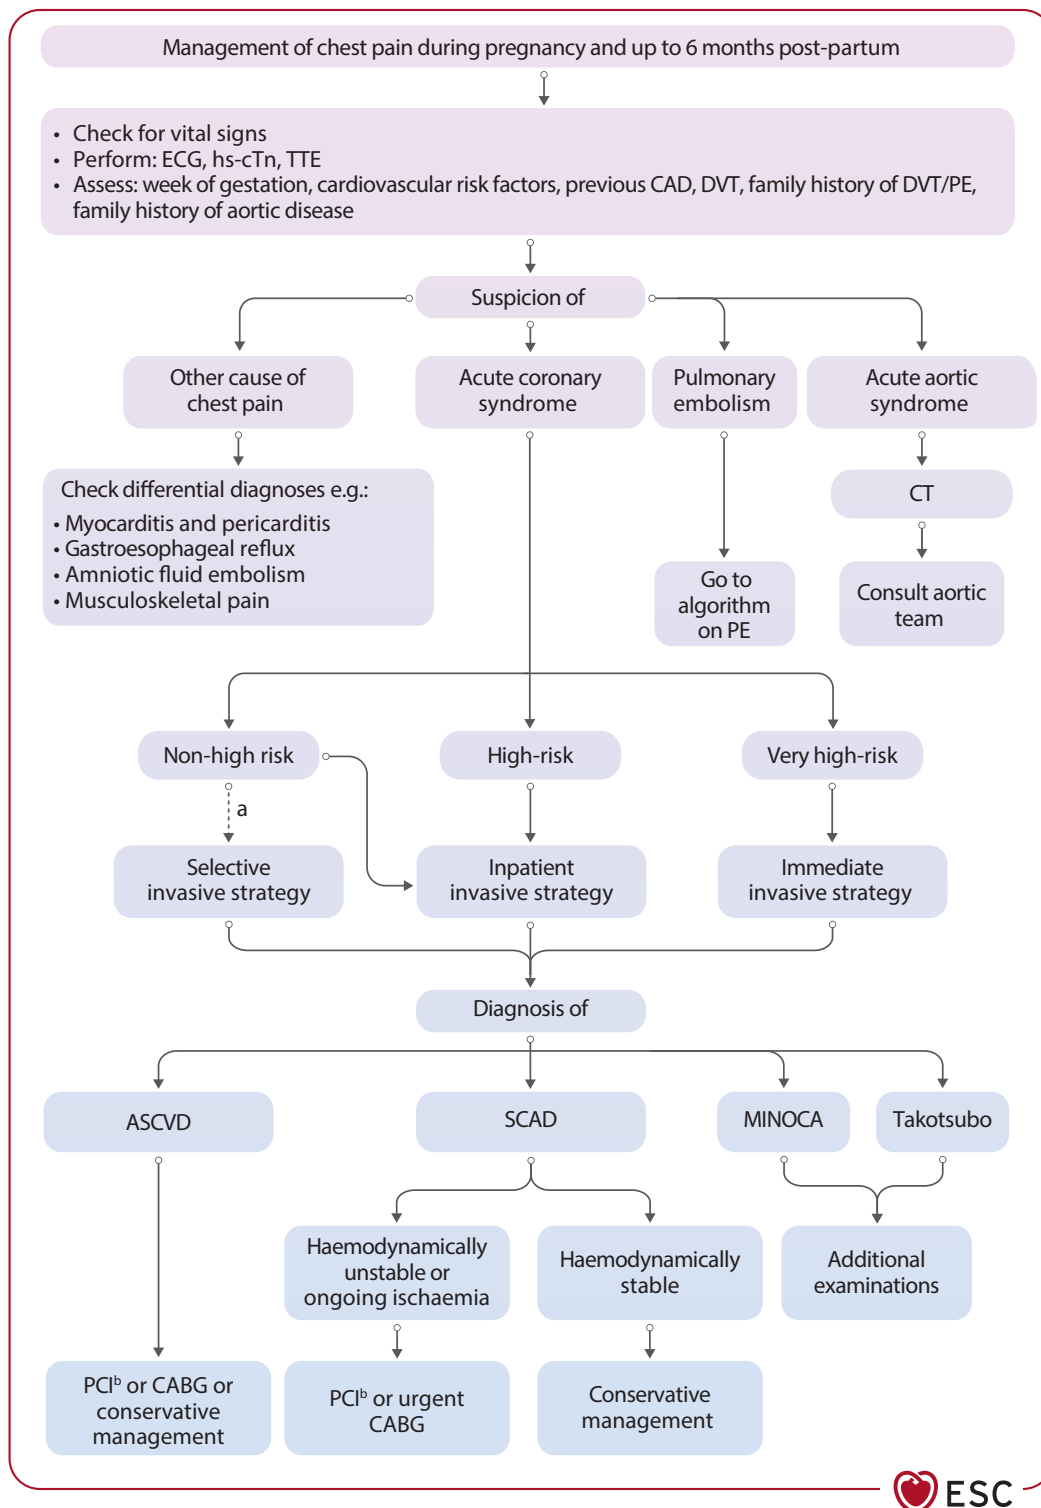 Management of chest pain during pregnancy and up to 6 months post-partum
• Check for vital signs
• Perform: ECG, hs-cTn, TTE
• Assess: week of gestation, cardiovascular risk factors, previous CAD, DVT, family history of DVT/PE,
family history of aortic disease
Suspicion of
Other cause of
chest pain
Acute coronary
syndrome
Pulmonary
embolism
Acute aortic
syndrome
Check differential diagnoses e.g.:
• Myocarditis and pericarditis
• Gastroesophageal reflux
• Amniotic fluid embolism
• Musculoskeletal pain
CT
Go to
algorithm
on PE
Consult aortic
team
Non-high risk
High-risk
Very high-risk
a
Selective
invasive strategy
Inpatient
invasive strategy
Immediate
invasive strategy
Diagnosis of
ASCVD
SCAD
MINOCA
Takotsubo
Haemodynamically
unstable or
ongoing ischaemia
Haemodynamically
stable
Additional
examinations
PCIᵇ or CABG or
conservative
management
PCIᵇ or urgent
CABG
Conservative
management
ESC